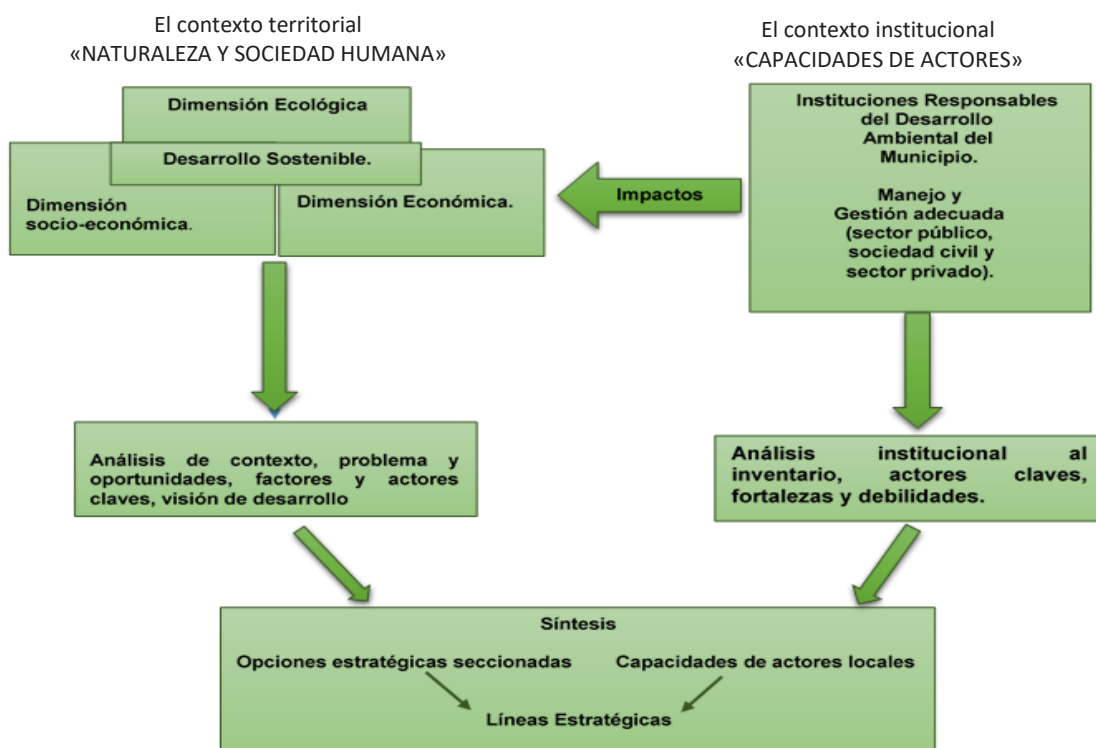 El contexto territorial
«NATURALEZA Y SOCIEDAD HUMANA»
El contexto institucional
«CAPACIDADES DE ACTORES»
Dimensión Ecológica
Desarrollo Sostenible.
Dimensión
socio-económica.
Dimensión Económica.
Impactos
Instituciones Responsables
del Desarrollo
Ambiental del
Municipio.
Manejo y
Gestión adecuada
(sector público,
sociedad civil y
sector privado).
Análisis de contexto, problema y
oportunidades, factores y actores
claves, visión de desarrollo
Análisis institucional al
inventario, actores claves,
fortalezas y debilidades.
Síntesis
Opciones estratégicas seccionadas
Capacidades de actores locales
Líneas Estratégicas